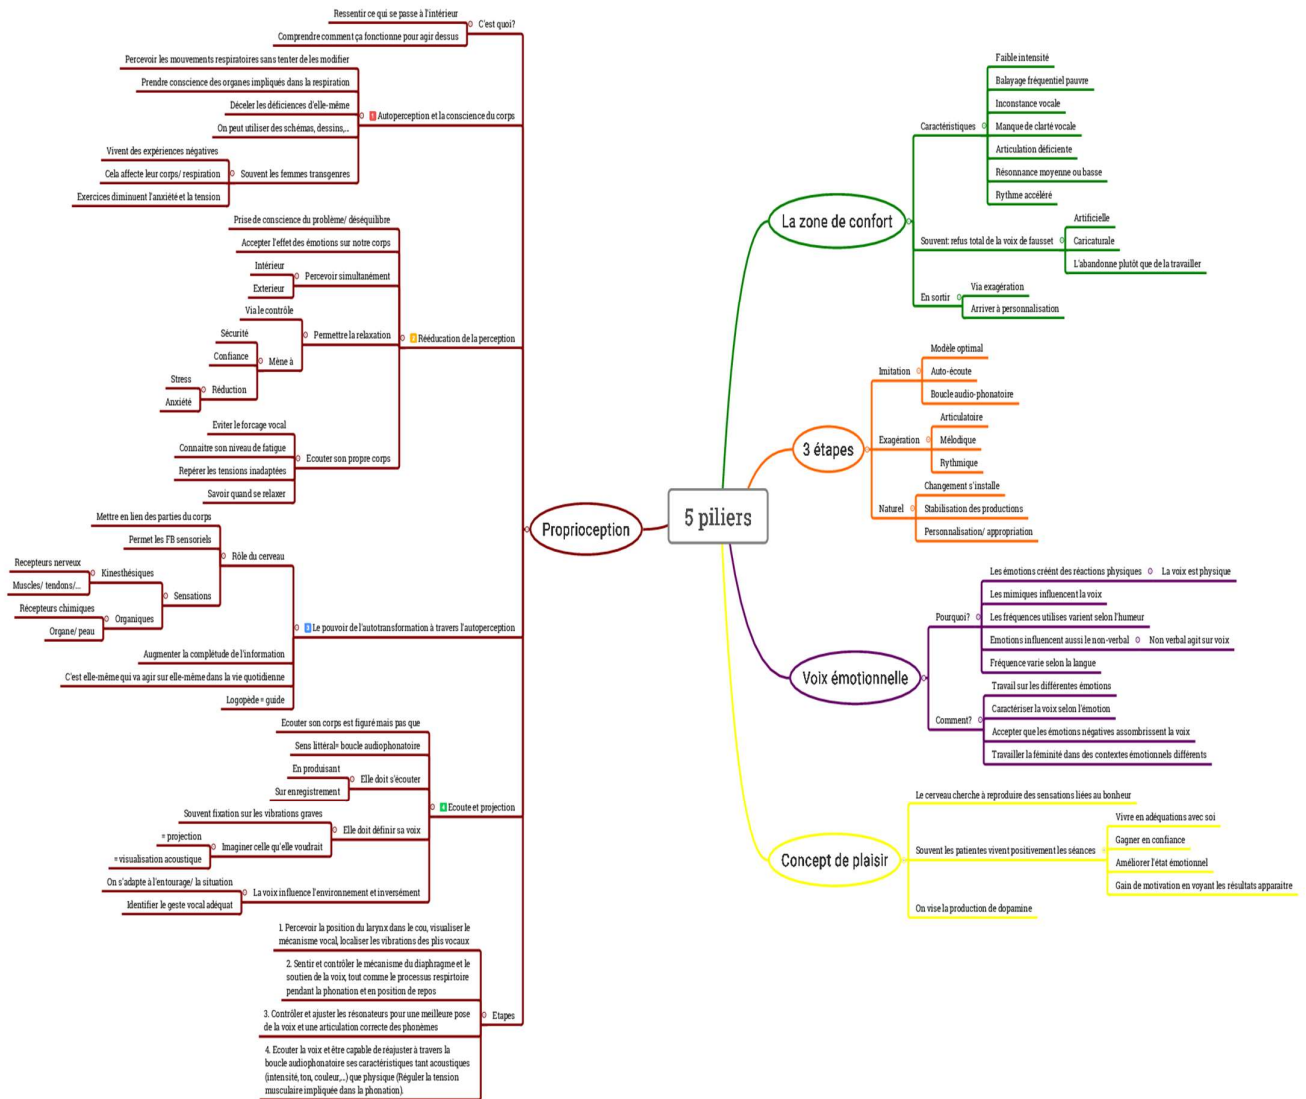 5 piliers
Proprioception
C'est quoi?
Ressentir ce qui se passe à l'intérieur
Comprendre comment ça fonctionne pour agir dessus
1 Autoperception et la conscience du corps
Percevoir les mouvements respiratoires sans tenter de les modifier
Prendre conscience des organes impliqués dans la respiration
Déceler les déficiences d'elle-même
On peut utiliser des schémas, dessins,...
Souvent les femmes transgenres
Vivent des expériences négatives
Cela affecte leur corps/ respiration
Exercices diminuent l'anxiété et la tension
2 Rééducation de la perception
Prise de conscience du problème/ déséquilibre
Accepter l'effet des émotions sur notre corps
Percevoir simultanément
Intérieur
Exterieur
Permettre la relaxation
Via le contrôle
Mène à
Sécurité
Confiance
Réduction
Stress
Anxiété
Ecouter son propre corps
Eviter le forcage vocal
Connaitre son niveau de fatigue
Repérer les tensions inadaptées
Savoir quand se relaxer
3 Le pouvoir de l'autotransformation à travers l'autoperception
Rôle du cerveau
Mettre en lien des parties du corps
Permet les FB sensoriels
Sensations
Kinesthésiques
Recepteurs nerveux
Muscles/ tendons/...
Organiques
Récepteurs chimiques
Organe/ peau
Augmenter la complétude de l'information
C'est elle-même qui va agir sur elle-même dans la vie quotidienne
Logopède = guide
4 Ecoute et projection
Ecouter son corps est figuré mais pas que
Sens littéral= boucle audiophonatoire
Elle doit s'écouter
En produisant
Sur enregistrement
Elle doit définir sa voix
Souvent fixation sur les vibrations graves
Imaginer celle qu'elle voudrait
= projection
= visualisation acoustique
La voix influence l'environnement et inversément
On s'adapte à l'entourage/ la situation
Identifier le geste vocal adéquat
Etapes
1. Percevoir la position du larynx dans le cou, visualiser le
mécanisme vocal, localiser les vibrations des plis vocaux
2. Sentir et contrôler le mécanisme du diaphragme et le
soutien de la voix, tout comme le processus respirtoire
pendant la phonation et en position de repos
3. Contrôler et ajuster les résonateurs pour une meilleure pose
de la voix et une articulation correcte des phonèmes
4. Ecouter la voix et être capable de réajuster à travers la
boucle audiophonatoire ses caractéristiques tant acoustiques
(intensité, ton, couleur,...) que physique (Réguler la tension
musculaire impliquée dans la phonation).
La zone de confort
Caractéristiques
Faible intensité
Balayage fréquentiel pauvre
Inconstance vocale
Manque de clarté vocale
Articulation déficiente
Résonnance moyenne ou basse
Rythme accéléré
Souvent: refus total de la voix de fausset
Artificielle
Caricaturale
L'abandonne plutôt que de la travailler
En sortir
Via exagération
Arriver à personnalisation
3 étapes
Imitation
Modèle optimal
Auto-écoute
Boucle audio-phonatoire
Exagération
Articulatoire
Mélodique
Rythmique
Naturel
Changement s'installe
Stabilisation des productions
Personnalisation/ appropriation
Voix émotionnelle
Pourquoi?
Les émotions créént des réactions physiques
La voix est physique
Les mimiques influencent la voix
Les fréquences utilises varient selon l'humeur
Emotions influencent aussi le non-verbal
Non verbal agit sur voix
Fréquence varie selon la langue
Comment?
Travail sur les différentes émotions
Caractériser la voix selon l'émotion
Accepter que les émotions négatives assombrissent la voix
Travailler la féminité dans des contextes émotionnels différents
Concept de plaisir
Le cerveau cherche à reproduire des sensations liées au bonheur
Souvent les patientes vivent positivement les séances
Vivre en adéquations avec soi
Gagner en confiance
Améliorer l'état émotionnel
Gain de motivation en voyant les résultats apparaitre
On vise la production de dopamine